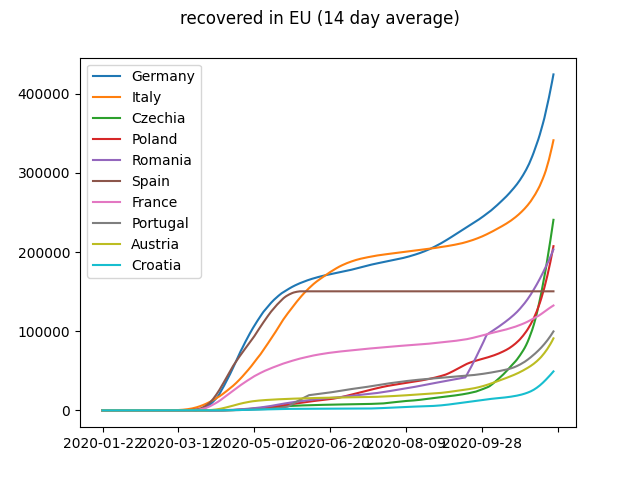 recovered in EU (14 day average)
Germany
Italy
Czechia
Poland
Romania
Spain
France
Portugal
Austria
Croatia
400000
300000
200000
100000
0
2020-01-22 2020-03-12 2020-05-01 2020-06-20 2020-08-09 2020-09-28